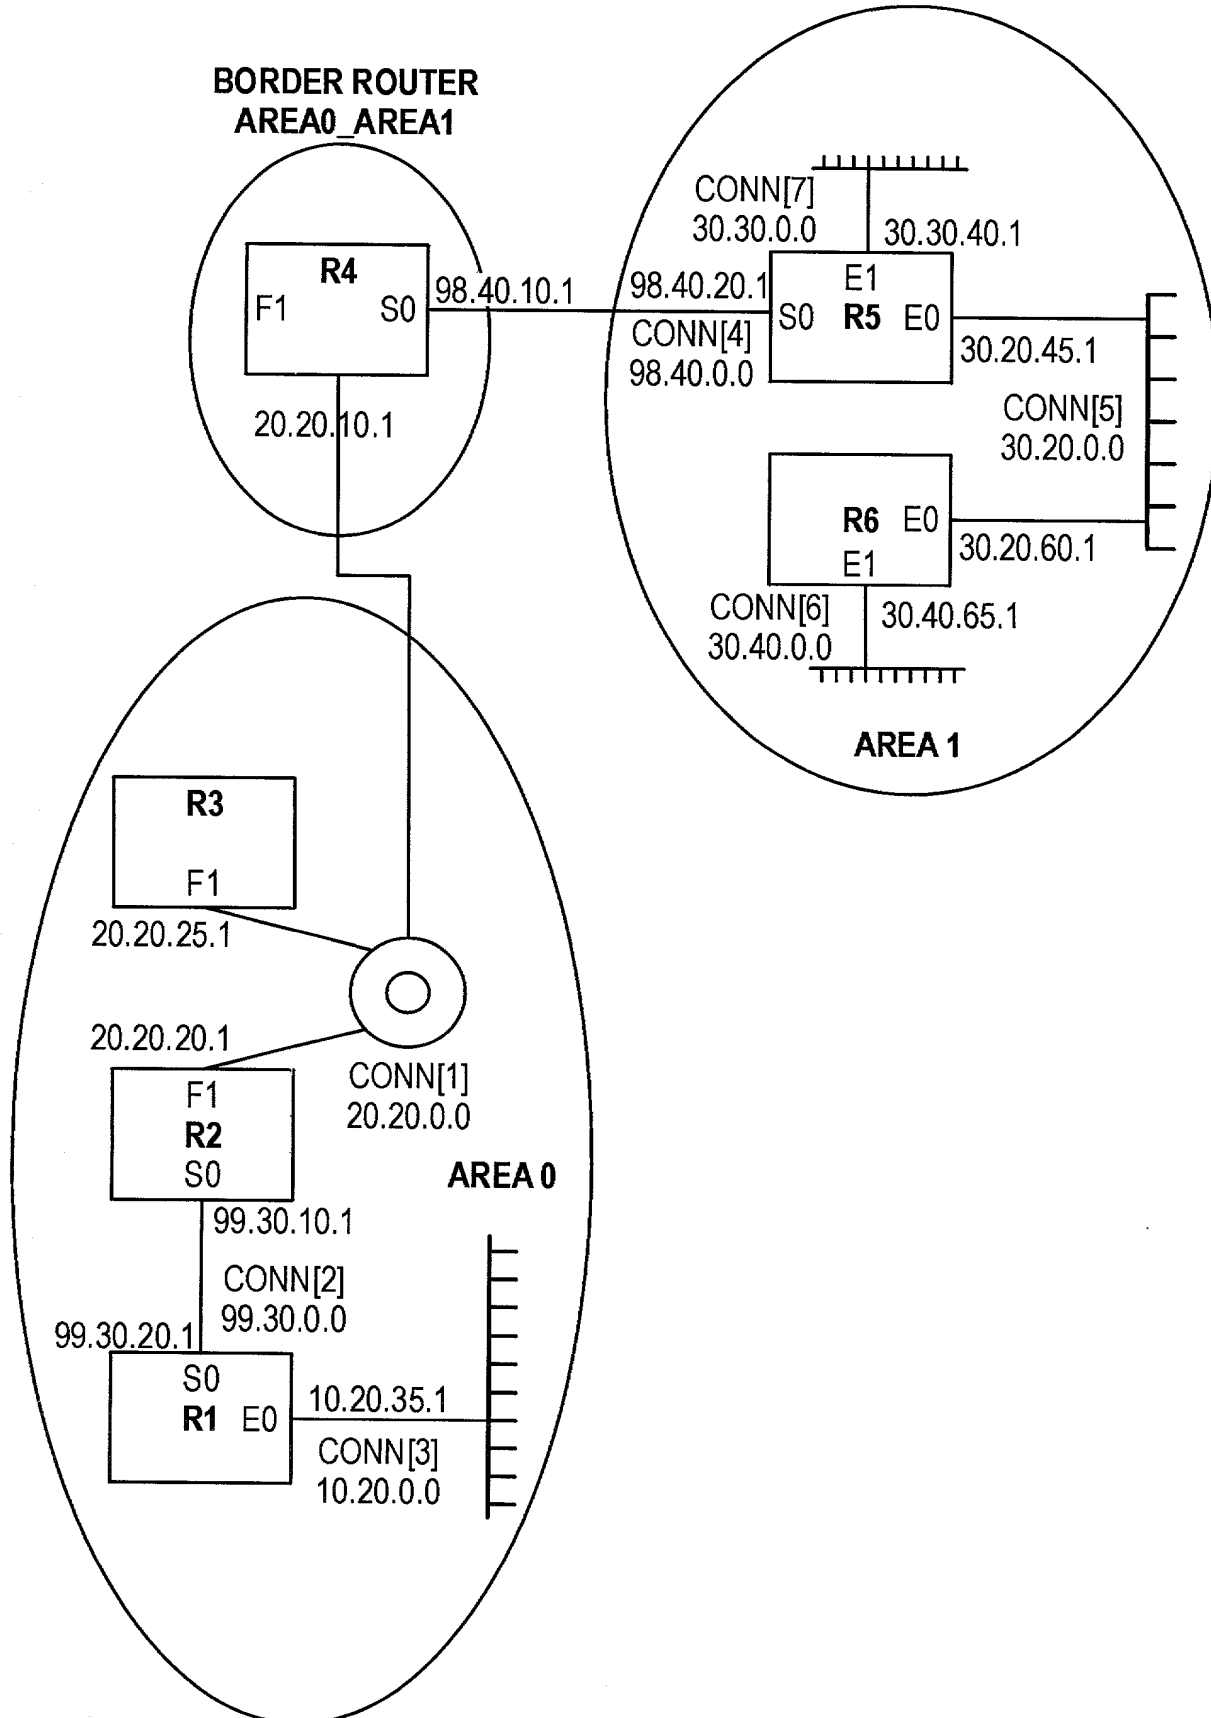 BORDER ROUTER
AREA0_AREA1
R4
F1
S0
98.40.10.1
20.20.10.1
CONN[7]
30.30.0.0
30.30.40.1
98.40.20.1
CONN[4]
98.40.0.0
E1
S0
R5
E0
30.20.45.1
CONN[5]
30.20.0.0
R6
E0
E1
30.20.60.1
CONN[6]
30.40.0.0
30.40.65.1
AREA 1
R3
F1
20.20.25.1
20.20.20.1
CONN[1]
20.20.0.0
F1
R2
S0
AREA 0
99.30.10.1
CONN[2]
99.30.0.0
99.30.20.1
S0
R1
E0
10.20.35.1
CONN[3]
10.20.0.0